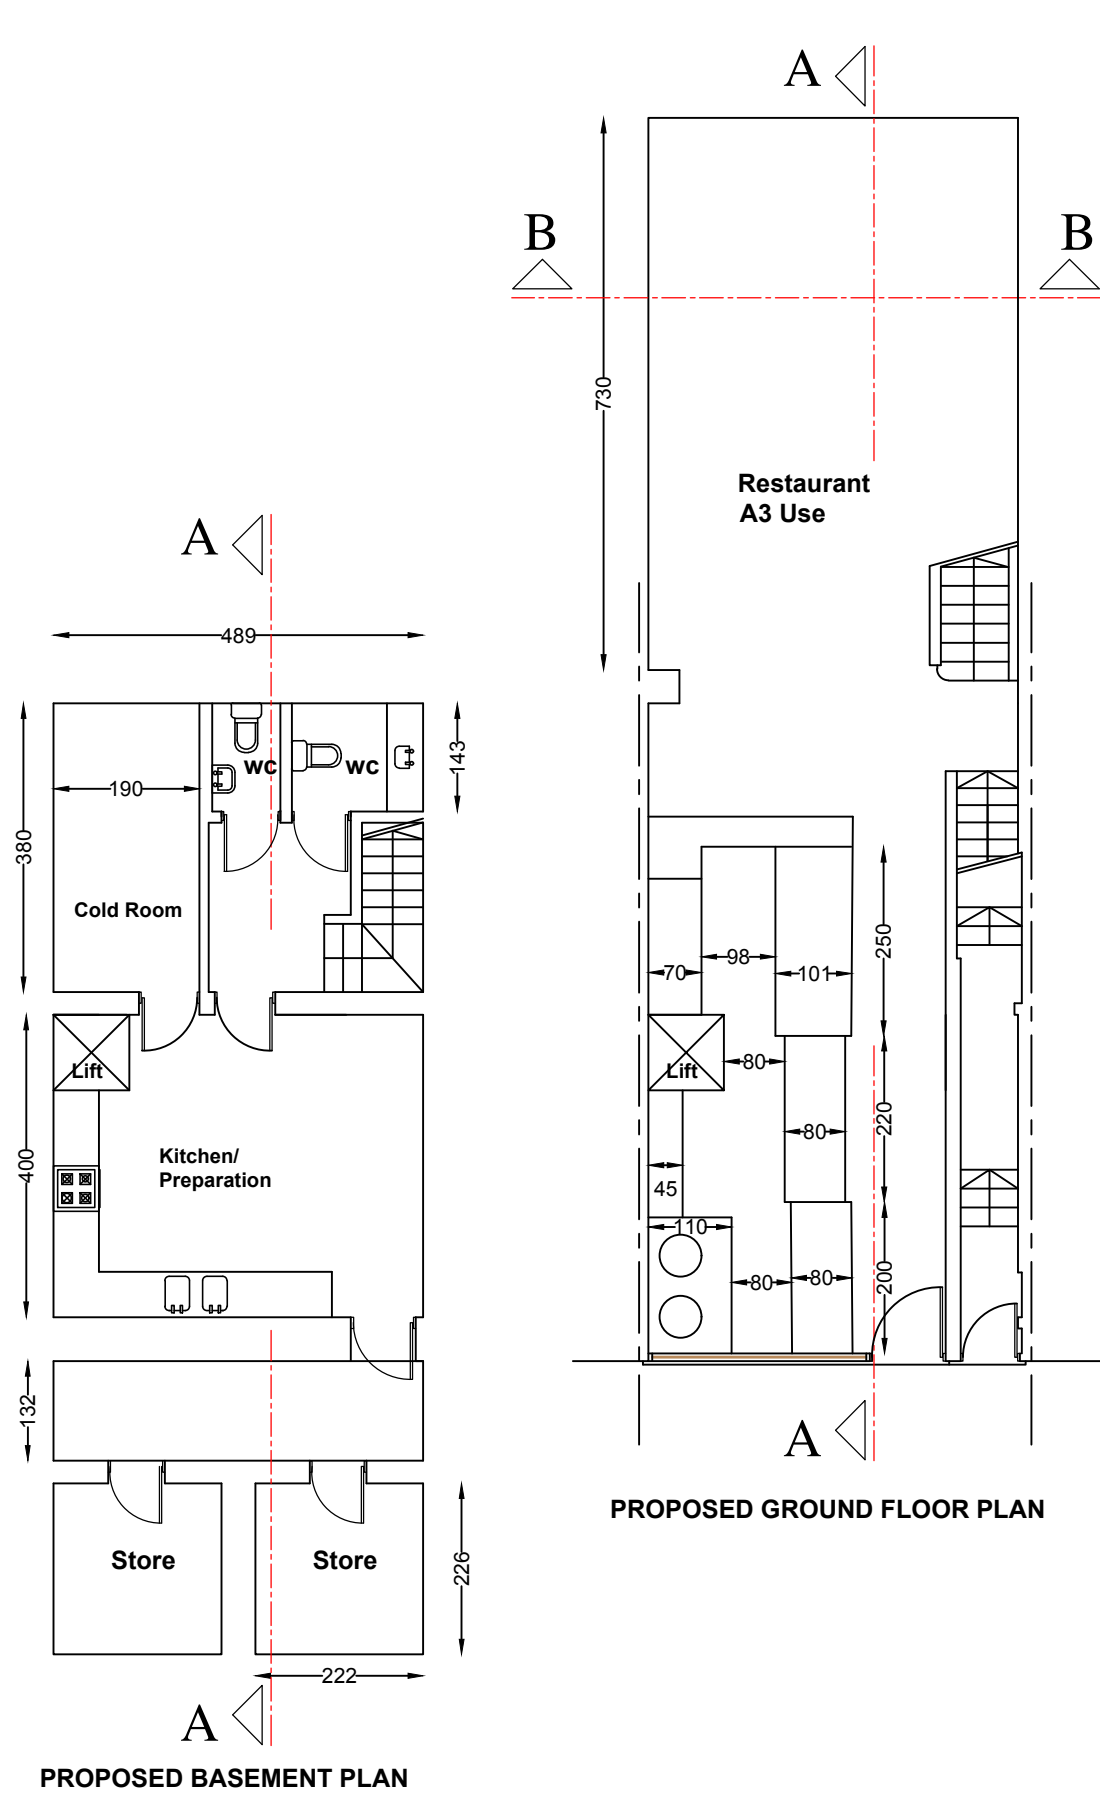 A
B
B
730
Restaurant
A3 Use
A
489
143
WC
WC
190
380
Cold Room
250
98
70
101
Lift
80
Lift
220
80
Kitchen/
Preparation
400
45
110
80
80
200
132
A
PROPOSED GROUND FLOOR PLAN
Store
Store
226
222
A
PROPOSED BASEMENT PLAN